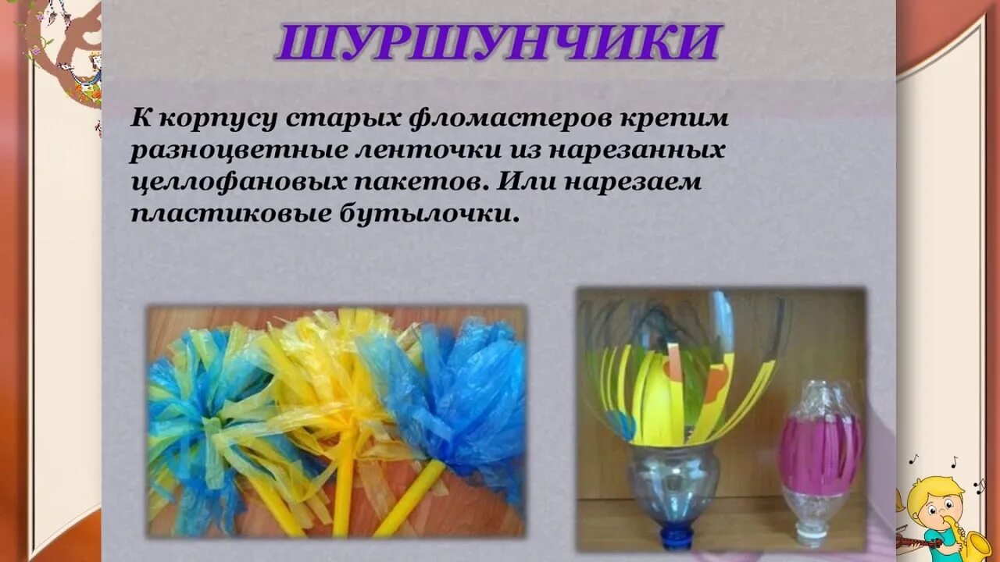 ШУРШУНЧИКИ
К корпусу старых фломастеров крепим
разноцветные ленточки из нарезанных
целлофановых пакетов. Или нарезаем
пластиковые бутылочки.